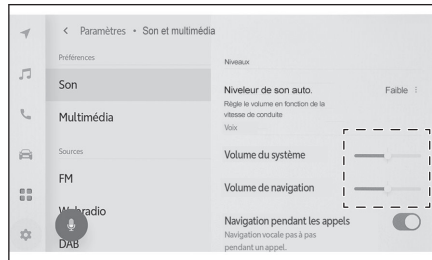 Paramètres • Son et multimédia
Préférences
Son
Multimédia
Sources
FM
Webradio
DAB
Niveaux
Niveleur de son auto.
Faible
Règle le volume en fonction de la
vitesse de conduite
Voix
Volume du système
Volume de navigation
Navigation pendant les appels
Navigation vocale pas à pas
pendant un appel.